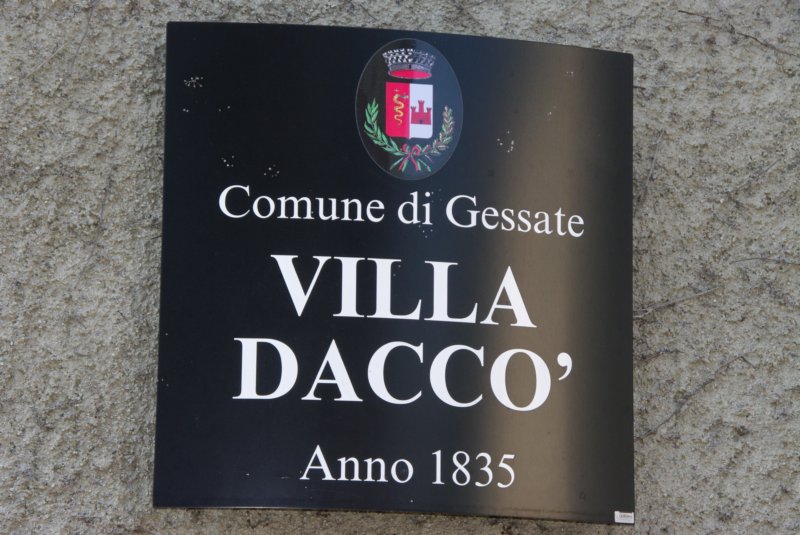 Comune di Gessate
VILLA
DACCO’
Anno 1835